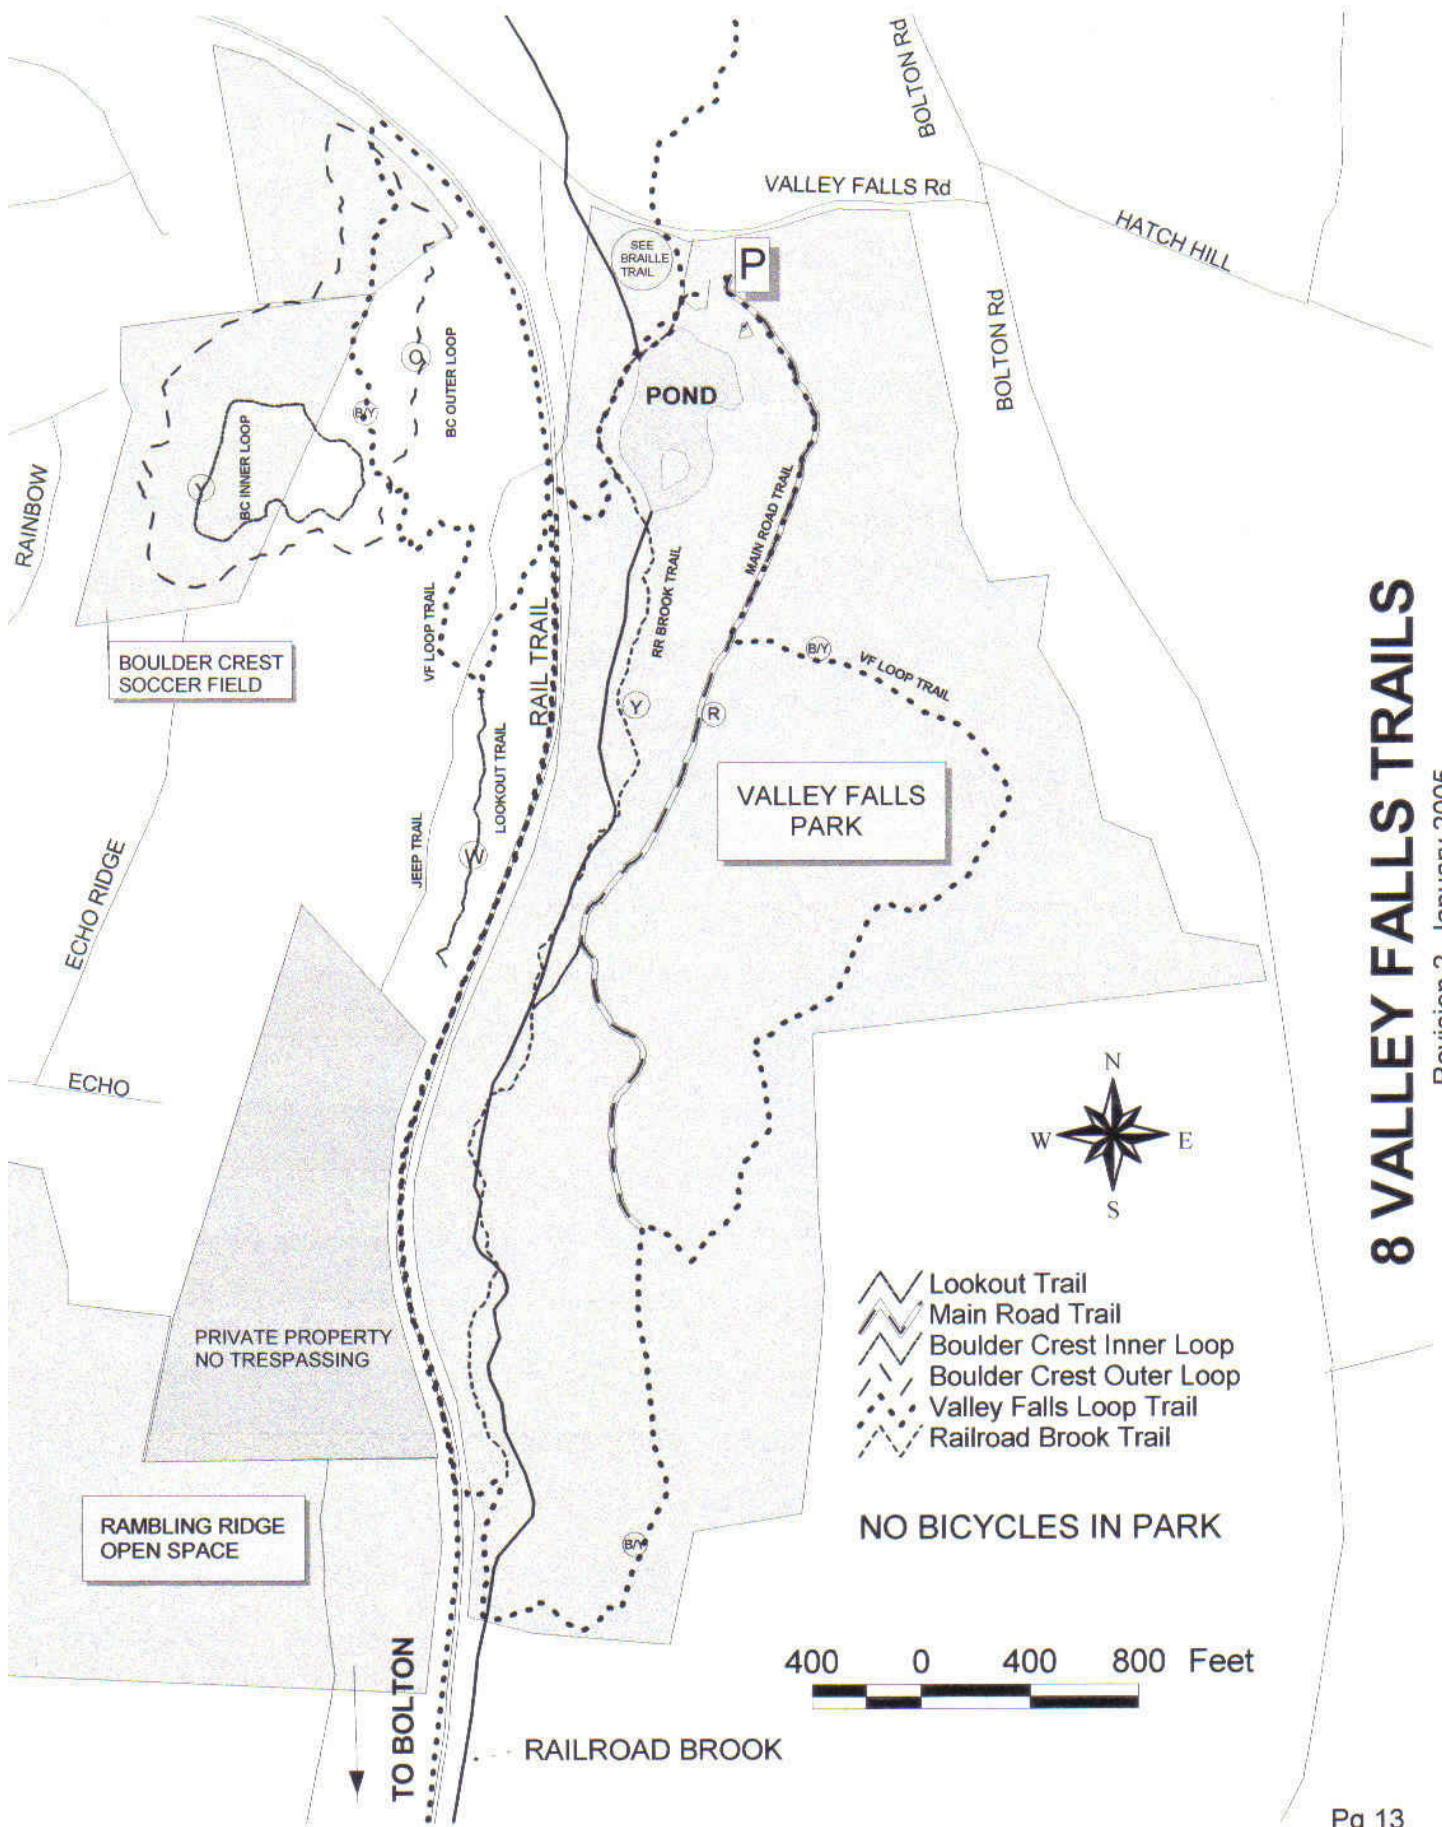 BOLTON Rd
VALLEY FALLS Rd
HATCH HILL
SEE
BRAILLE
TRAIL
P
BOLTON Rd
POND
O
BC OUTER LOOP
B/Y
BC INNER LOOP
Y
RAINBOW
MAIN ROAD TRAIL
RR BROOK TRAIL
VF LOOP TRAIL
RAIL TRAIL
B/Y
VF LOOP TRAIL
BOULDER CREST
SOCCER FIELD
Y
R
LOOKOUT TRAIL
VALLEY FALLS
PARK
JEEP TRAIL
W
ECHO RIDGE
ECHO
8 VALLEY FALLS TRAILS
N
W
E
S
Lookout Trail
Main Road Trail
Boulder Crest Inner Loop
Boulder Crest Outer Loop
Valley Falls Loop Trail
Railroad Brook Trail
PRIVATE PROPERTY
NO TRESPASSING
NO BICYCLES IN PARK
RAMBLING RIDGE
OPEN SPACE
B/Y
400 0 400 800 Feet
TO BOLTON
RAILROAD BROOK
Pg 13